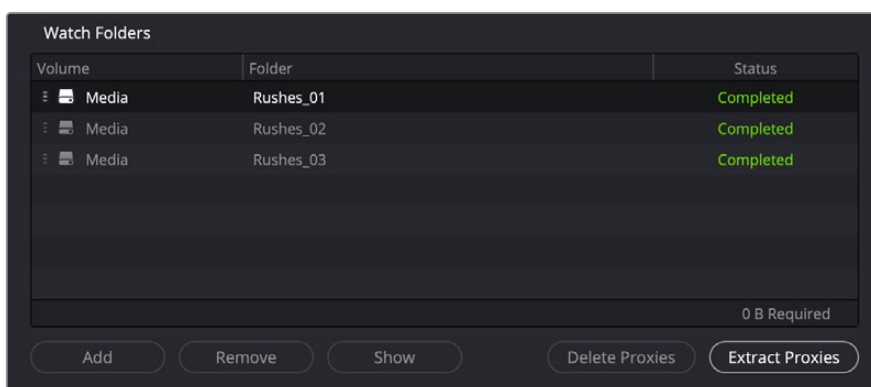 Watch Folders
Volume Folder Status
Media Rushes_01 Completed
Media Rushes_02 Completed
Media Rushes_03 Completed
0 B Required
Add Remove Show Delete Proxies Extract Proxies